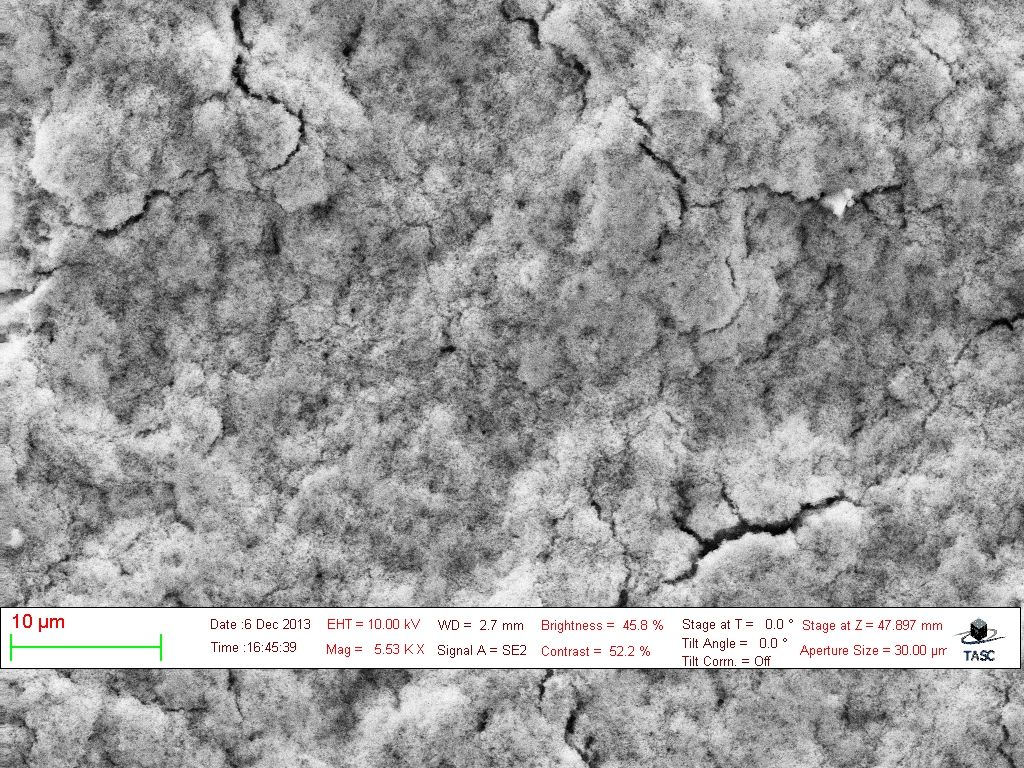 10 µm
Date :6 Dec 2013
Time :16:45:39
EHT = 10.00 kV
Mag = 5.53 K X
WD = 2.7 mm
Signal A = SE2
Brightness = 45.8 %
Contrast = 52.2 %
Stage at T = 0.0 °
Tilt Angle = 0.0 °
Tilt Corrn. = Off
Stage at Z = 47.897 mm
Aperture Size = 30.00 µm
TASC